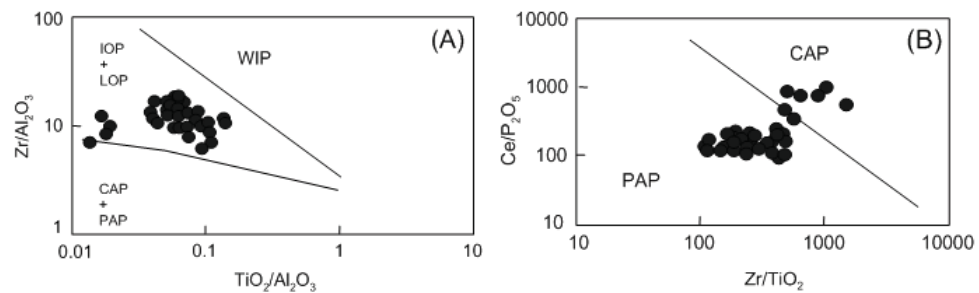 100
10
1
Zr/Al2O3
IOP
+
LOP
WIP
(A)
CAP
+
PAP
0.01
0.1
1
10
TiO2/Al2O3
10000
1000
100
10
Ce/P2O5
CAP
(B)
PAP
10
100
1000
10000
Zr/TiO2